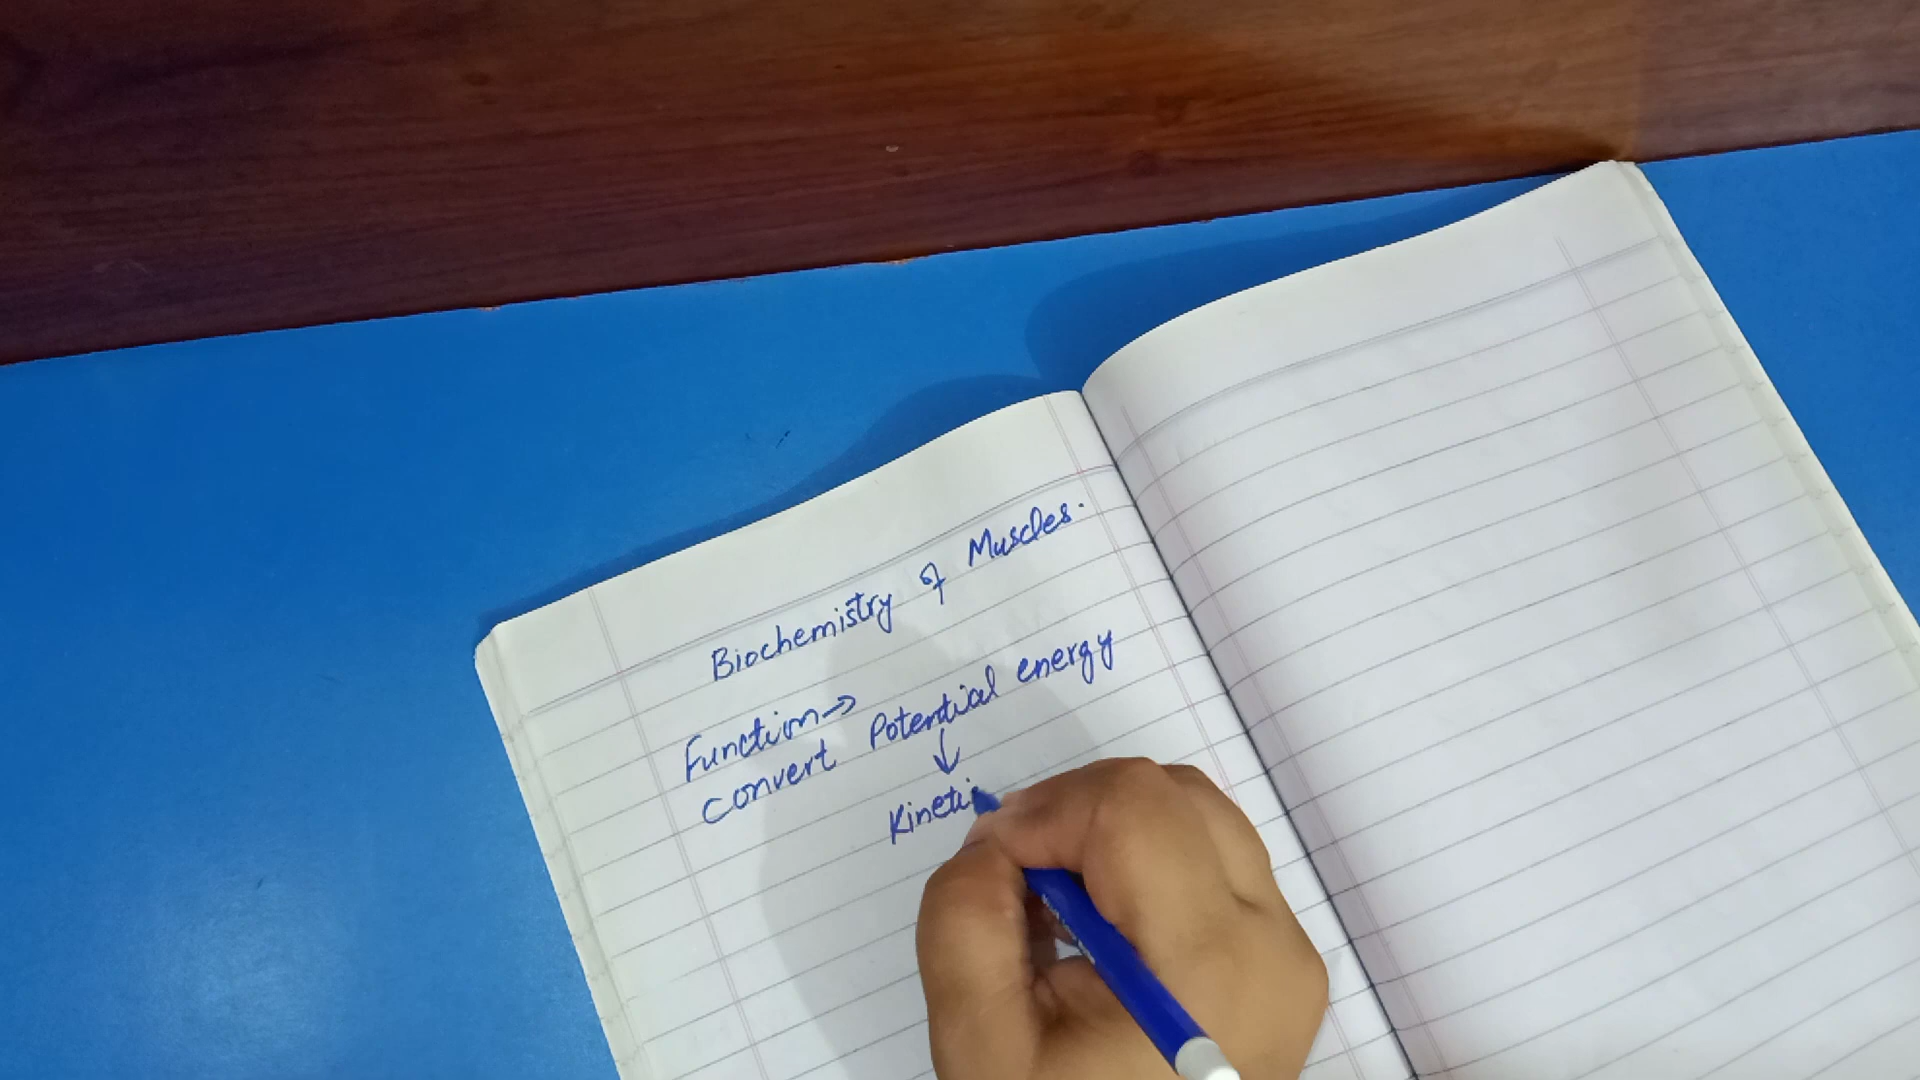 Biochemistry of Muscles.
Function→
Convert Potential energy
↓
Kineti